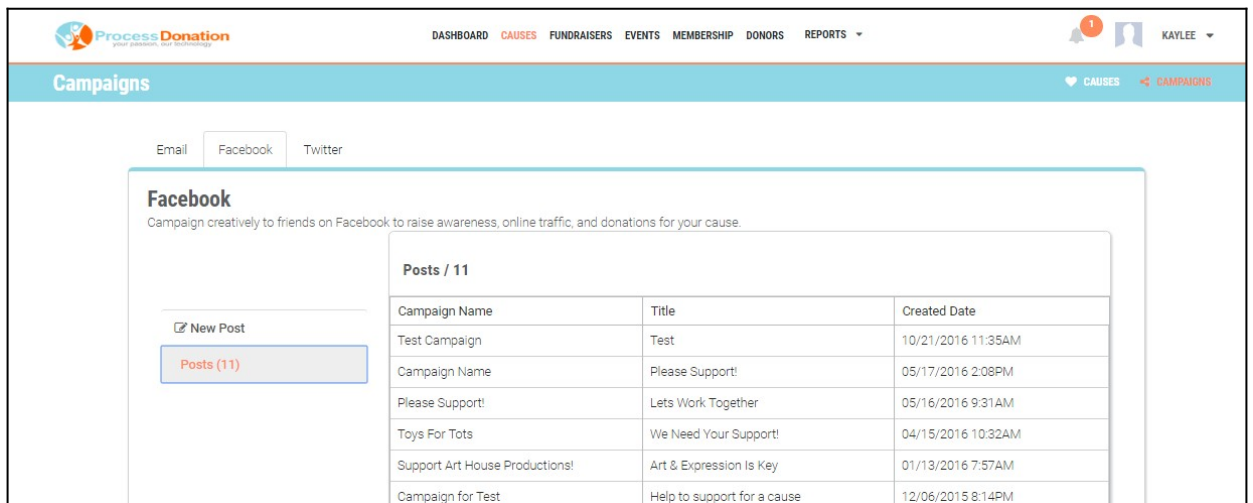 ProcessDonation
your passion, our technology
DASHBOARD CAUSES FUNDRAISERS EVENTS MEMBERSHIP DONORS REPORTS
1
KAYLEE
Campaigns
CAUSES CAMPAIGNS
Email Facebook Twitter
Facebook
Campaign creatively to friends on Facebook to raise awareness, online traffic, and donations for your cause.
New Post
Posts (11)
Posts / 11
Campaign Name Title Created Date
Test Campaign Test 10/21/2016 11:35AM
Campaign Name Please Support! 05/17/2016 2:08PM
Please Support! Lets Work Together 05/16/2016 9:31AM
Toys For Tots We Need Your Support! 04/15/2016 10:32AM
Support Art House Productions! Art & Expression Is Key 01/13/2016 7:57AM
Campaign for Test Help to support for a cause 12/06/2015 8:14PM